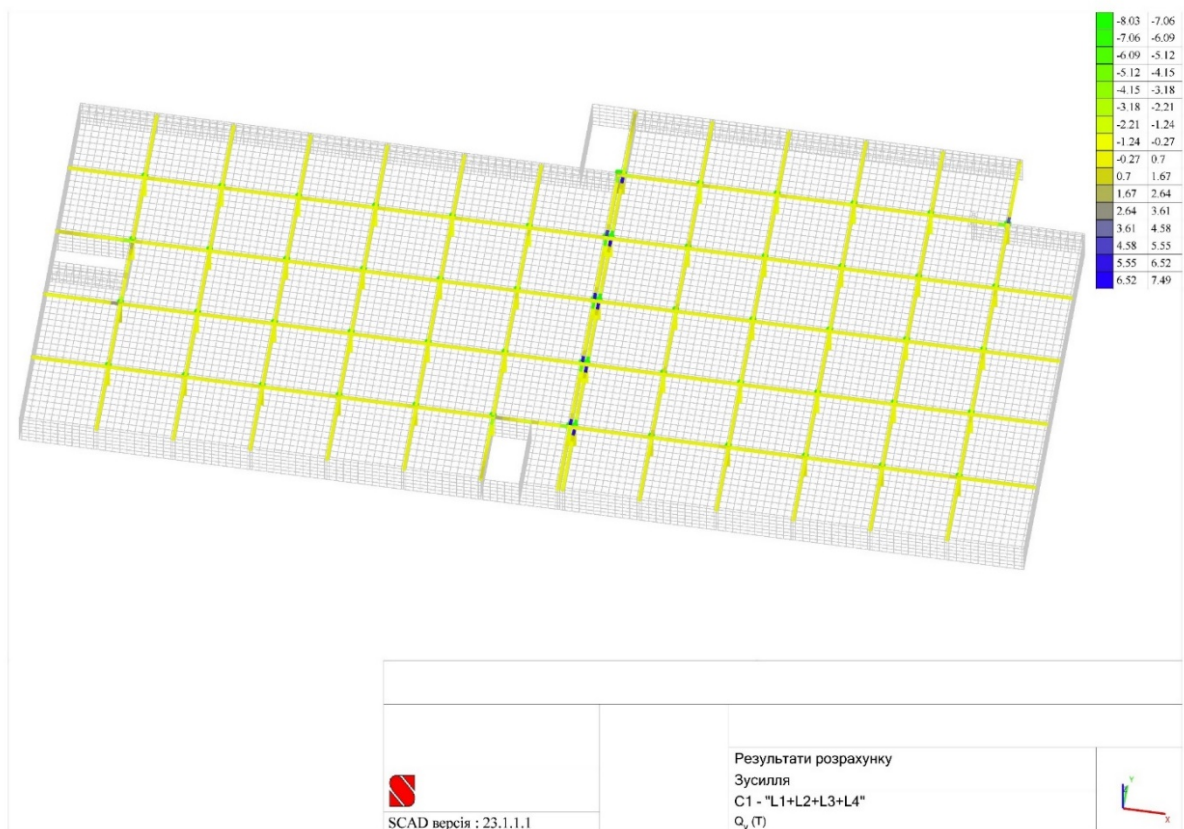 -8.03 -7.06
-7.06 -6.09
-6.09 -5.12
-5.12 -4.15
-4.15 -3.18
-3.18 -2.21
-2.21 -1.24
-1.24 -0.27
-0.27 0.7
0.7 1.67
1.67 2.64
2.64 3.61
3.61 4.58
4.58 5.55
5.55 6.52
6.52 7.49
Результати розрахунку
Зусилля
C1 - "L1+L2+L3+L4"
Qy (T)
SCAD версія : 23.1.1.1
Y
X